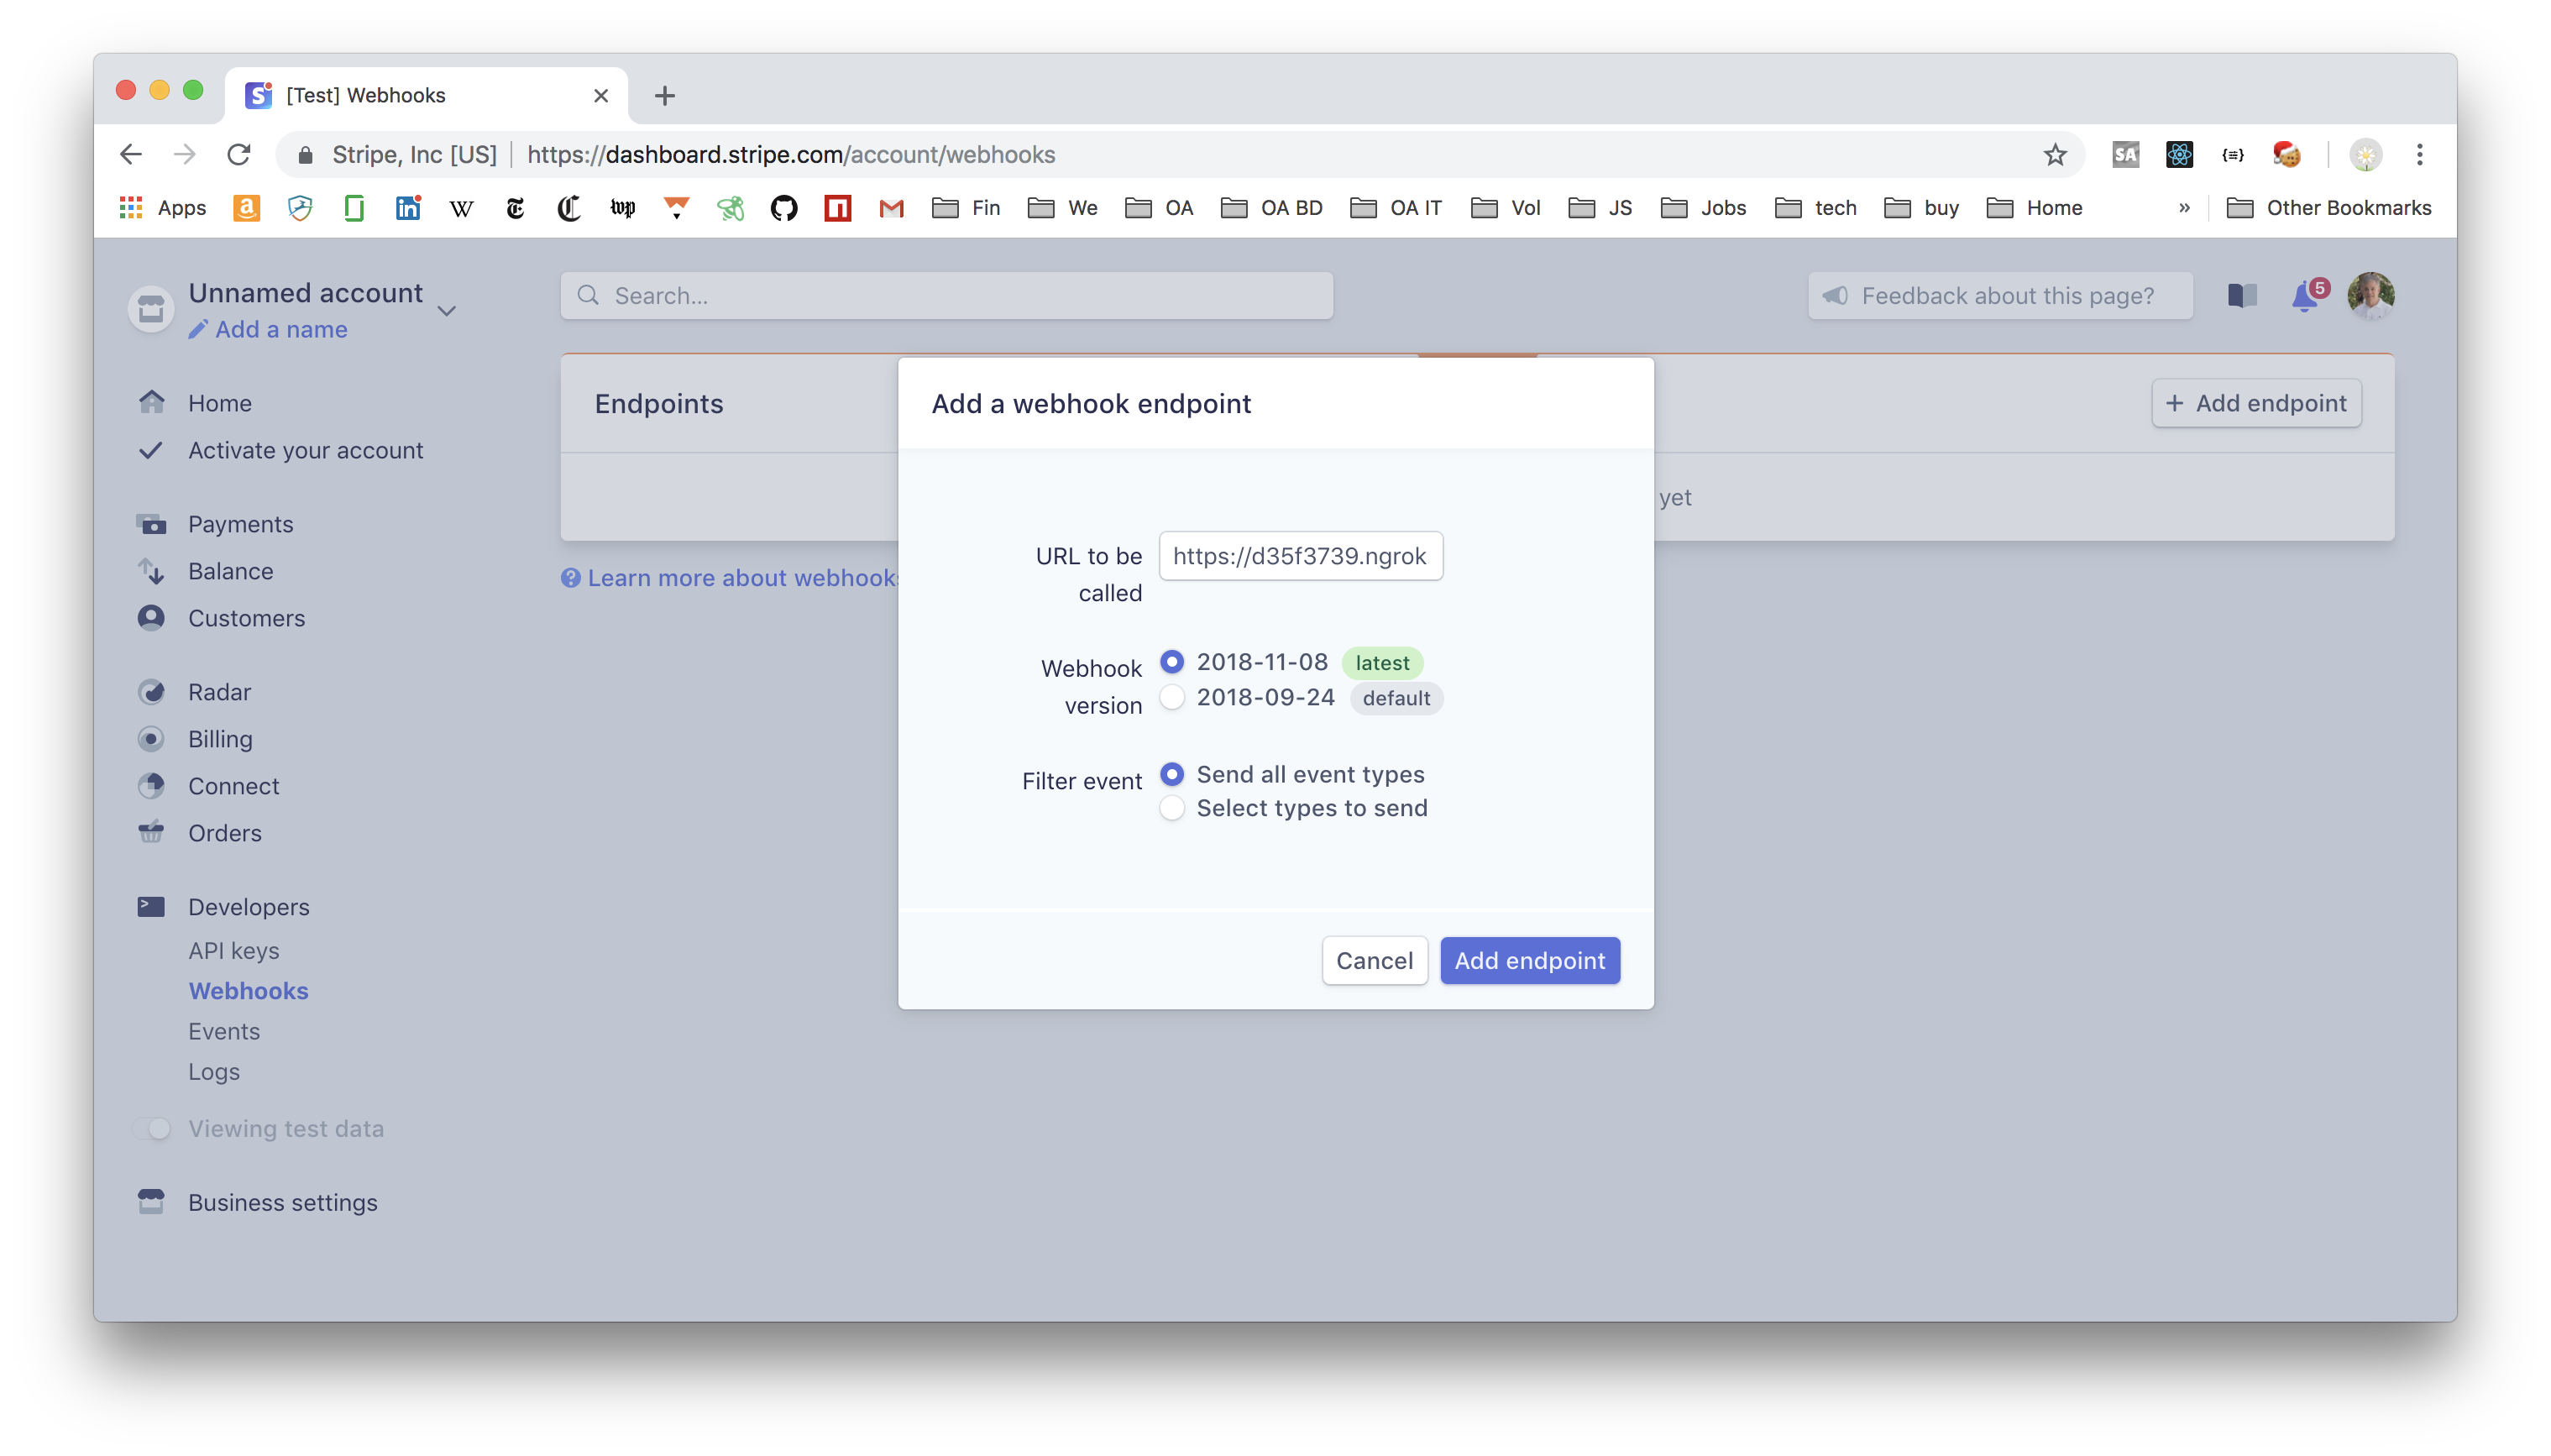 [Test] Webhooks
Stripe, Inc [US] https://dashboard.stripe.com/account/webhooks
SA
Apps Fin We OA OA BD OA IT Vol JS Jobs tech buy Home » Other Bookmarks
Unnamed account
Add a name
Search...
Feedback about this page?
5
Home
Activate your account
Payments
Balance
Customers
Radar
Billing
Connect
Orders
Developers
API keys
Webhooks
Events
Logs
Viewing test data
Business settings
Endpoints
+ Add endpoint
yet
Learn more about webhooks
Add a webhook endpoint
URL to be called
https://d35f3739.ngrok
Webhook version
2018-11-08 latest
2018-09-24 default
Filter event
Send all event types
Select types to send
Cancel
Add endpoint